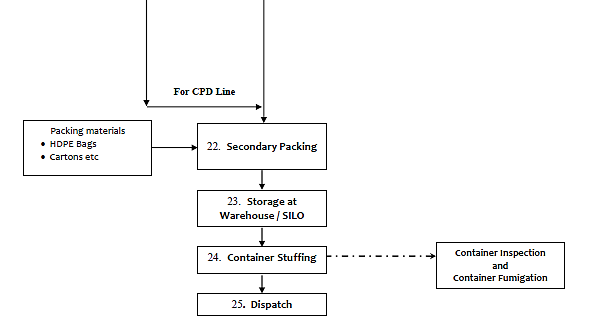 For CPD Line
Packing materials
• HDPE Bags
• Cartons etc
22. Secondary Packing
23. Storage at
Warehouse / SILO
24. Container Stuffing
Container Inspection
and
Container Fumigation
25. Dispatch